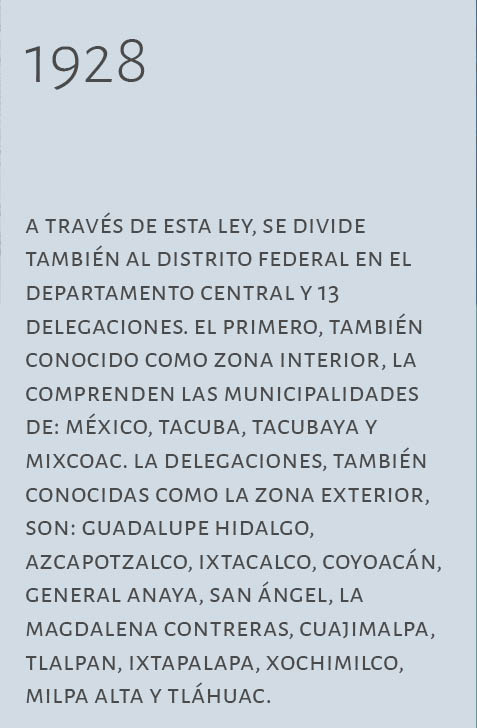 1928
A TRAVÉS DE ESTA LEY, SE DIVIDE
TAMBIÉN AL DISTRITO FEDERAL EN EL
DEPARTAMENTO CENTRAL Y 13
DELEGACIONES. EL PRIMERO, TAMBIÉN
CONOCIDO COMO ZONA INTERIOR, LA
COMPRENDEN LAS MUNICIPALIDADES
DE: MÉXICO, TACUBA, TACUBAYA Y
MIXCOAC. LA DELEGACIONES, TAMBIÉN
CONOCIDAS COMO LA ZONA EXTERIOR,
SON: GUADALUPE HIDALGO,
AZCAPOTZALCO, IXTACALCO, COYOACÁN,
GENERAL ANAYA, SAN ÁNGEL, LA
MAGDALENA CONTRERAS, CUAJIMALPA,
TLALPAN, IXTAPALAPA, XOCHIMILCO,
MILPA ALTA Y TLÁHUAC.